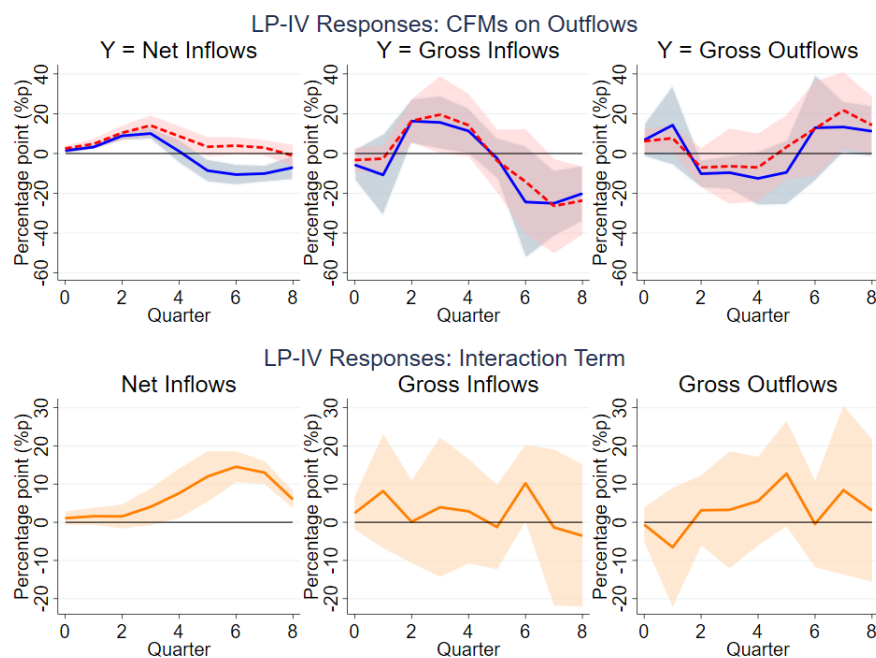 LP-IV Responses: CFMs on Outflows
Y = Net Inflows
Y = Gross Inflows
Y = Gross Outflows
Percentage point (%p)
40
20
0
-20
-40
-60
0 2 4 6 8
Quarter
Percentage point (%p)
40
20
0
-20
-40
-60
0 2 4 6 8
Quarter
Percentage point (%p)
40
20
0
-20
-40
-60
0 2 4 6 8
Quarter
LP-IV Responses: Interaction Term
Net Inflows
Gross Inflows
Gross Outflows
Percentage point (%p)
30
20
10
0
-10
-20
0 2 4 6 8
Quarter
Percentage point (%p)
30
20
10
0
-10
-20
0 2 4 6 8
Quarter
Percentage point (%p)
30
20
10
0
-10
-20
0 2 4 6 8
Quarter